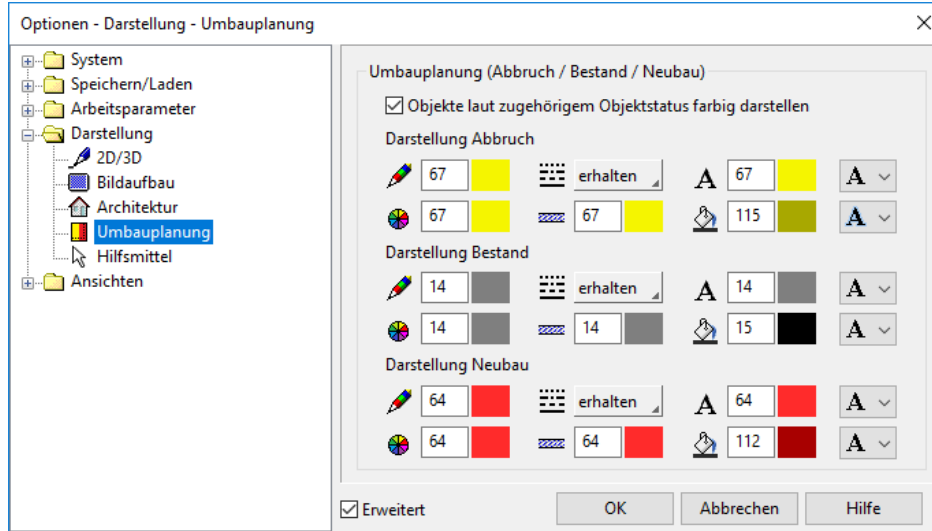 Optionen - Darstellung - Umbauplanung
System
Speichern/Laden
Arbeitsparameter
Darstellung
2D/3D
Bildaufbau
Architektur
Umbauplanung
Hilfsmittel
Ansichten
Umbauplanung (Abbruch / Bestand / Neubau)
Objekte laut zugehörigem Objektstatus farbig darstellen
Darstellung Abbruch
67 erhalten A 67 A
67 67 115 A
Darstellung Bestand
14 erhalten A 14 A
14 14 15 A
Darstellung Neubau
64 erhalten A 64 A
64 64 112 A
Erweitert OK Abbrechen Hilfe